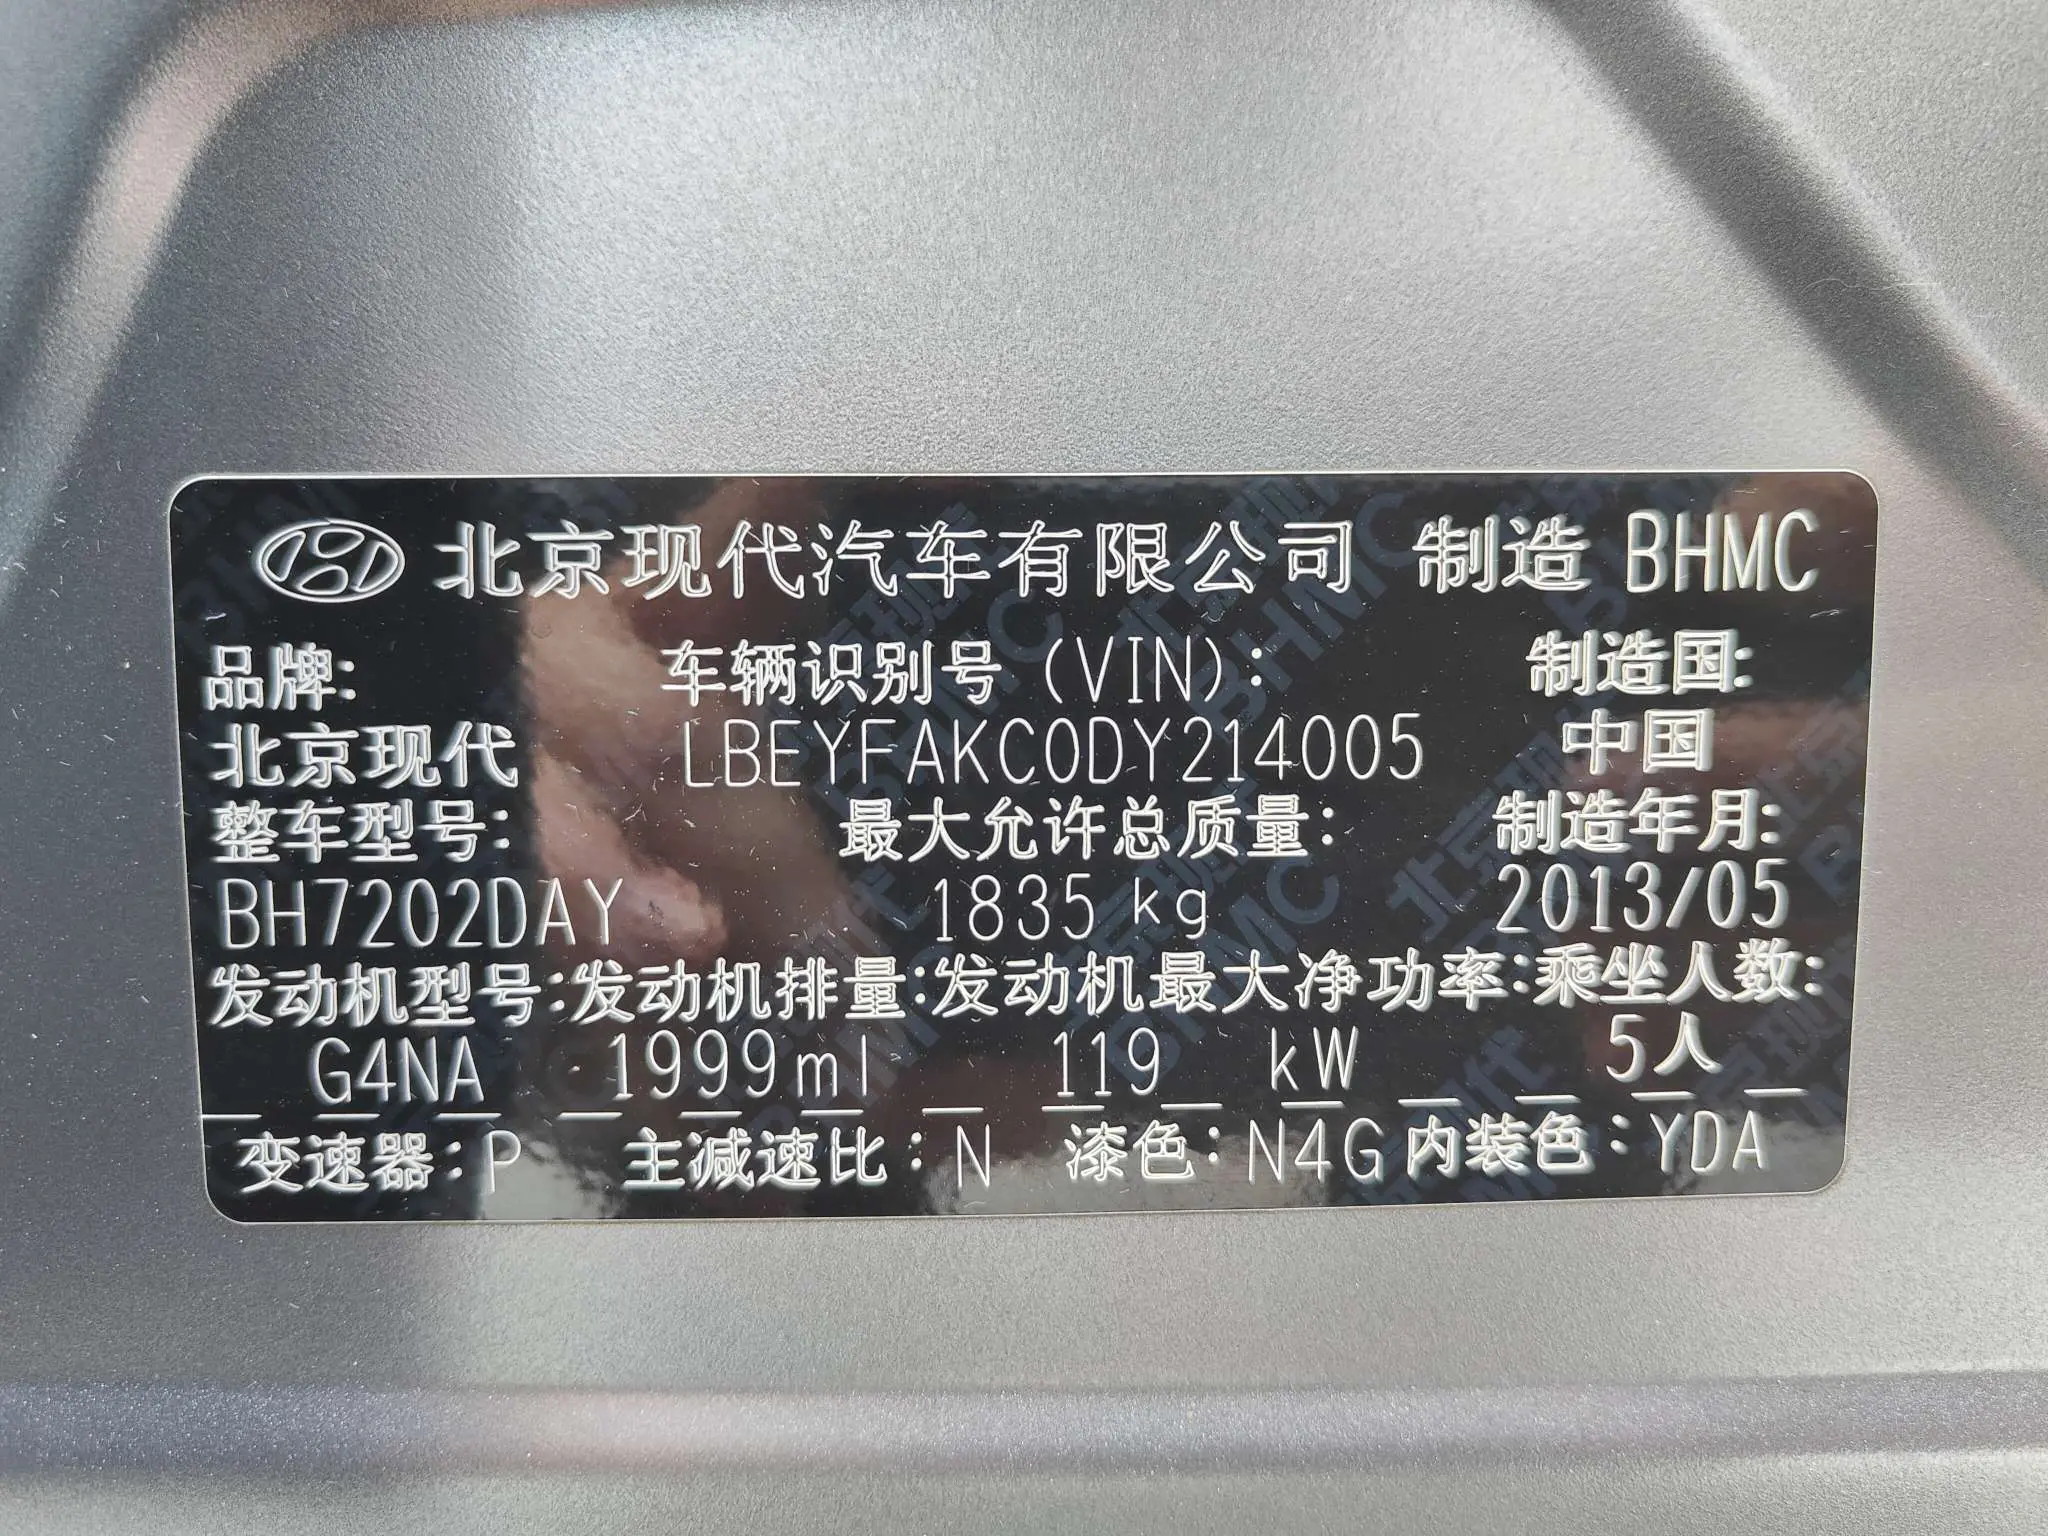 北京现代汽车有限公司 制造 BHMC
品牌: 车辆识别号 (VIN): 制造国:
北京现代 LBEYFAKC0DY214005 中国
整车型号: 最大允许总质量: 制造年月:
BH7202DAY 1835 kg 2013/05
发动机型号: 发动机排量: 发动机最大净功率: 乘坐人数:
G4NA 1999ml 119 kW 5人
变速器: P 主减速比: N 漆色: N4G 内装色: YDA